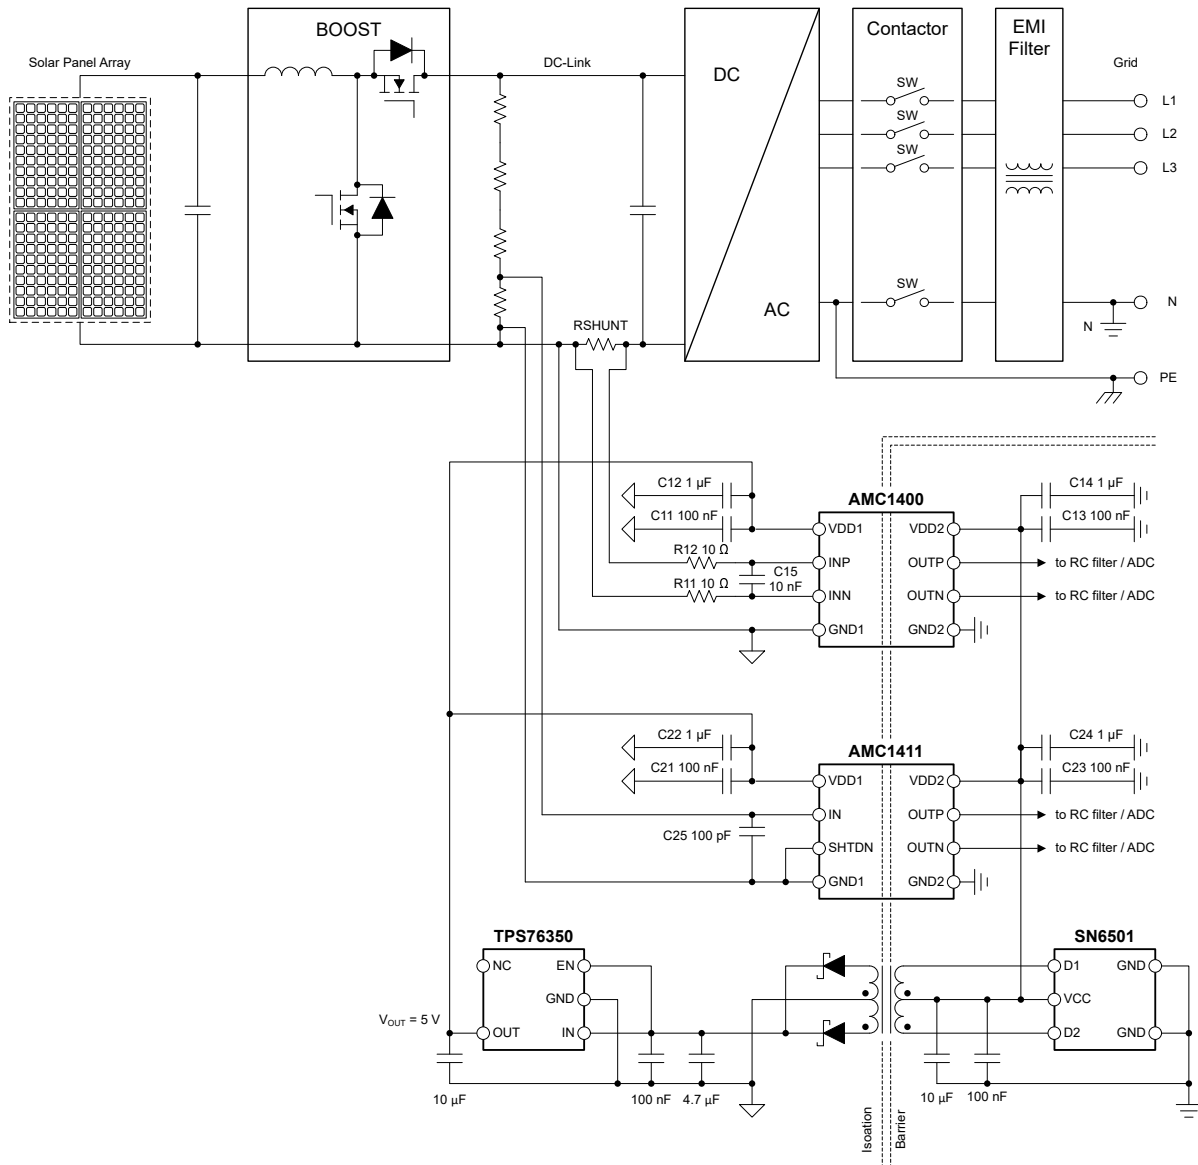 BOOST
Contactor
EMI
Filter
Solar Panel Array
DC-Link
DC
SW
Grid
L1
SW
L2
SW
L3
AC
SW
RSHUNT
N
N
PE
C12 1 µF
AMC1400
C14 1 µF
C11 100 nF
VDD1
VDD2
C13 100 nF
R12 10 Ω
INP
OUTP
to RC filter / ADC
C15
10 nF
R11 10 Ω
INN
OUTN
to RC filter / ADC
GND1
GND2
C22 1 µF
AMC1411
C24 1 µF
C21 100 nF
VDD1
VDD2
C23 100 nF
IN
OUTP
to RC filter / ADC
C25 100 pF
SHTDN
OUTN
to RC filter / ADC
GND1
GND2
TPS76350
SN6501
NC
EN
D1
GND
GND
VCC
VOUT = 5 V
OUT
IN
D2
GND
10 µF
100 nF
4.7 µF
10 µF
100 nF
Isoation
Barrier